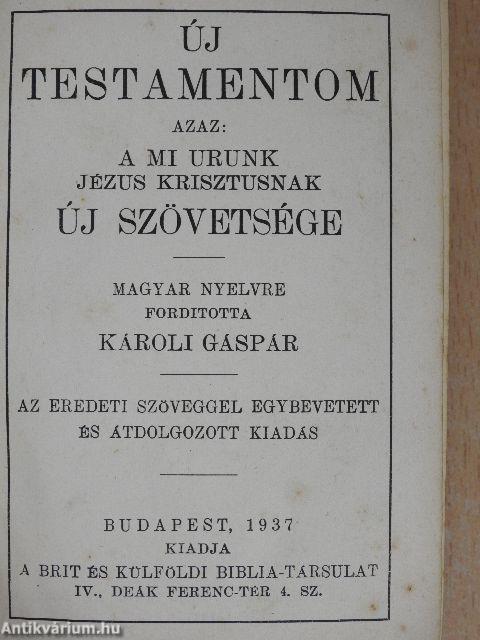 ÚJ
TESTAMENTOM
AZAZ:
A MI URUNK
JÉZUS KRISZTUSNAK
ÚJ SZÖVETSÉGE
MAGYAR NYELVRE
FORDITOTTA
KÁROLI GÁSPÁR
AZ EREDETI SZÖVEGGEL EGYBEVETETT
ÉS ÁTDOLGOZOTT KIADÁS
BUDAPEST, 1937
KIADJA
A BRIT ÉS KÜLFÖLDI BIBLIA-TÁRSULAT
IV., DEÁK FERENC-TÉR 4. SZ.
Antikvárium.hu